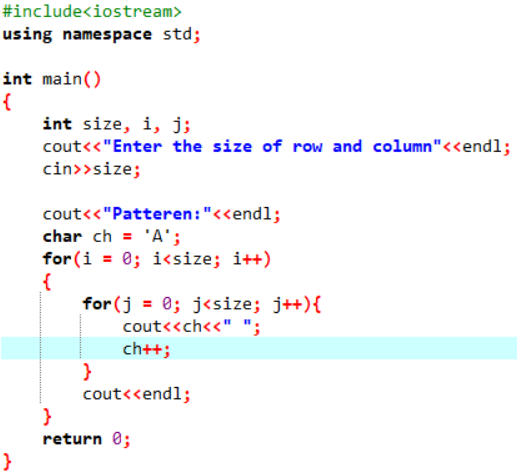 #include<iostream>
using namespace std;
int main()
{
int size, i, j;
cout<<"Enter the size of row and column"<<endl;
cin>>size;
cout<<"Patteren:"<<endl;
char ch = 'A';
for(i = 0; i<size; i++)
{
for(j = 0; j<size; j++){
cout<<ch<<" ";
ch++;
}
cout<<endl;
}
return 0;
}